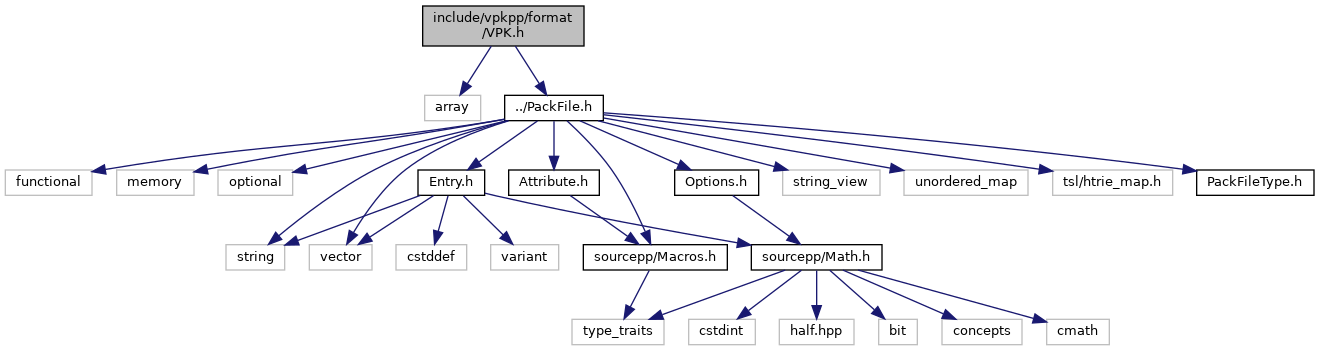 include/vpkpp/format
/VPK.h
array
../PackFile.h
functional
memory
optional
Entry.h
Attribute.h
Options.h
string_view
unordered_map
tsl/htrie_map.h
PackFileType.h
string
vector
cstddef
variant
sourcepp/Macros.h
sourcepp/Math.h
type_traits
cstdint
half.hpp
bit
concepts
cmath